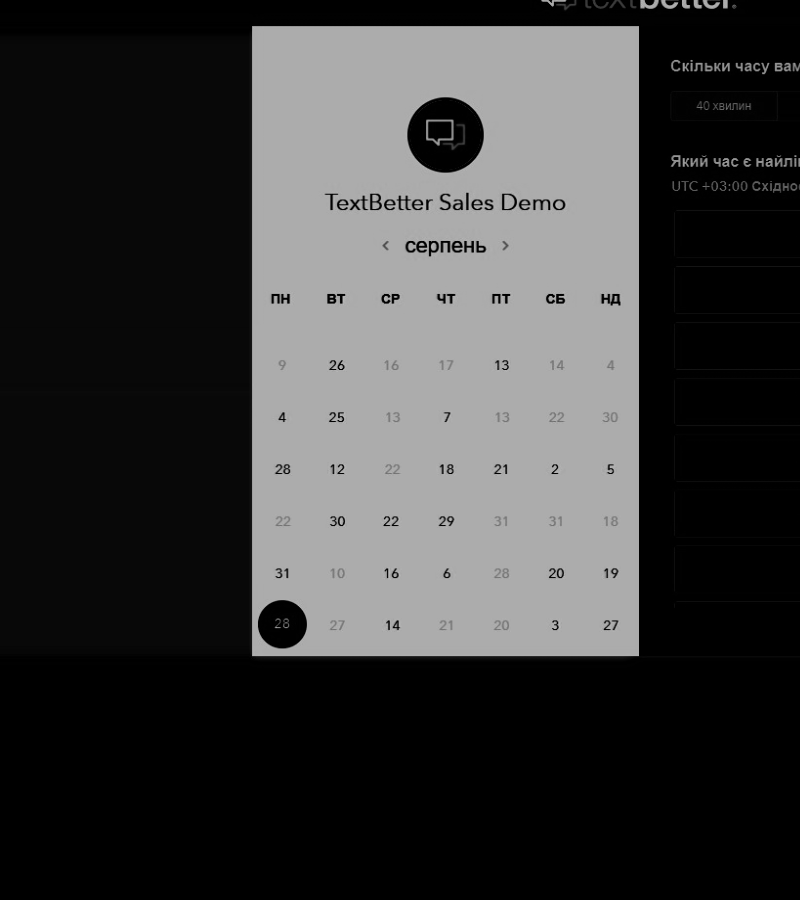 textbetter.
TextBetter Sales Demo
серпень
ПН ВТ СР ЧТ ПТ СБ НД
9 26 16 17 13 14 4
4 25 13 7 13 22 30
28 12 22 18 21 2 5
22 30 22 29 31 31 18
31 10 16 6 28 20 19
28 27 14 21 20 3 27
Скільки часу вам
40 хвилин
Який час є
UTC +03:00